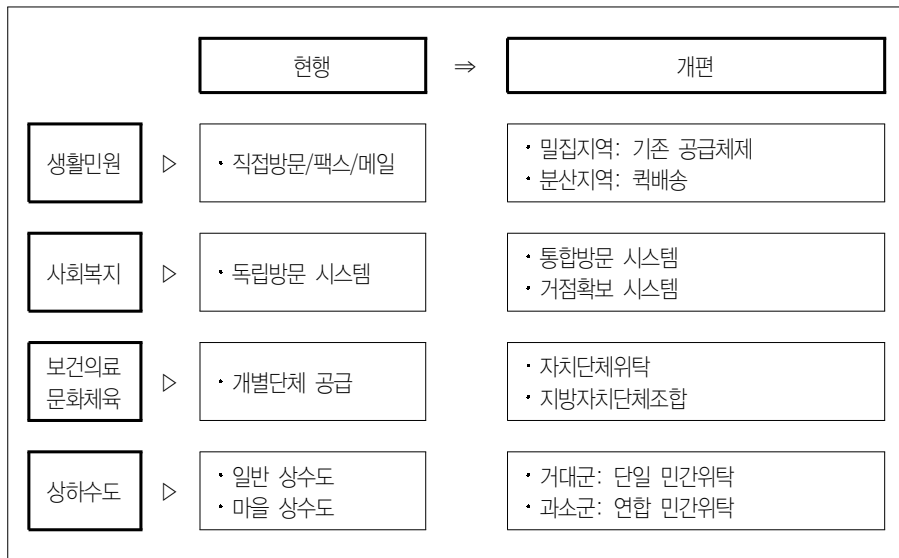 현행 ⇒ 개편
생활민원 ▷ · 직접방문/팩스/메일
· 밀집지역: 기존 공급체제
· 분산지역: 퀵배송
사회복지 ▷ · 독립방문 시스템
· 통합방문 시스템
· 거점확보 시스템
보건의료
문화체육 ▷ · 개별단체 공급
· 자치단체위탁
· 지방자치단체조합
상하수도 ▷
· 일반 상수도
· 마을 상수도
· 거대군: 단일 민간위탁
· 과소군: 연합 민간위탁